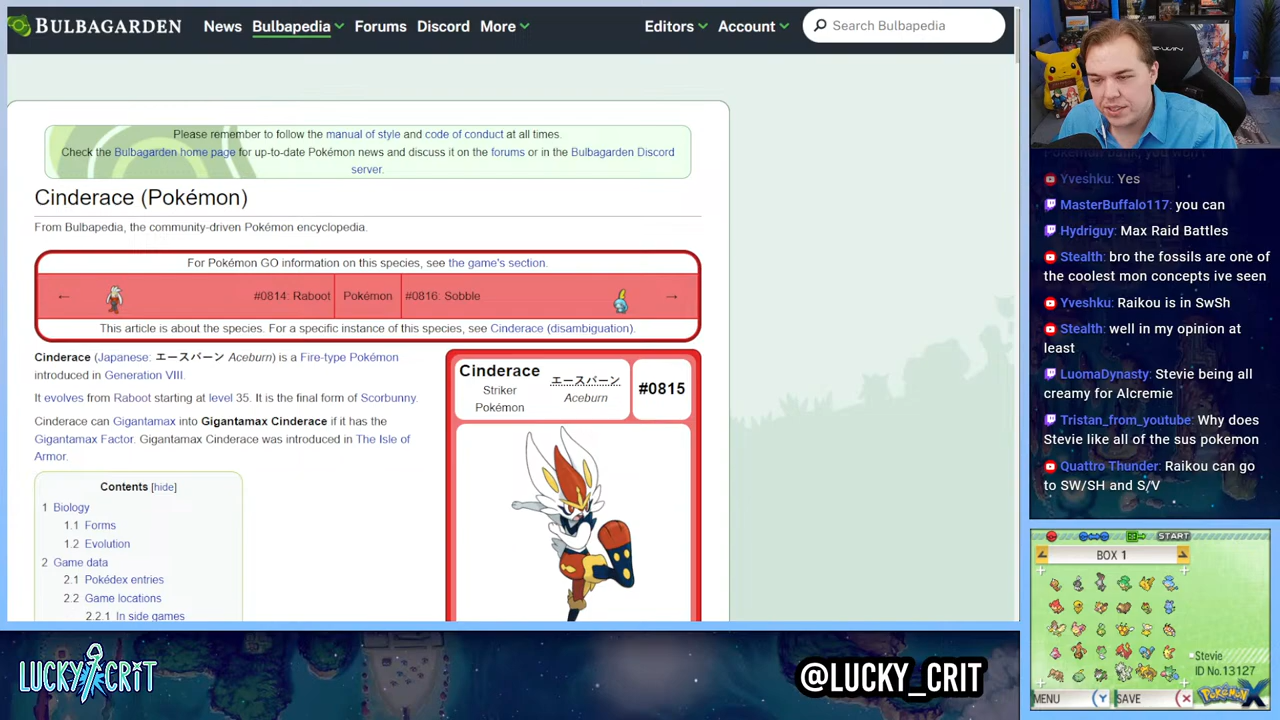 BULBAGARDEN
News Bulbapedia Forums Discord More
Editors Account Search Bulbapedia
Please remember to follow the manual of style and code of conduct at all times.
Check the Bulbagarden home page for up-to-date Pokémon news and discuss it on the forums or in the Bulbagarden Discord
server.
Cinderace (Pokémon)
From Bulbapedia, the community-driven Pokémon encyclopedia.
For Pokémon GO information on this species, see the game's section.
← #0814: Raboot Pokémon #0816: Sobble →
This article is about the species. For a specific instance of this species, see Cinderace (disambiguation).
Cinderace (Japanese: エースバーン Aceburn) is a Fire-type Pokémon
introduced in Generation VIII.
It evolves from Raboot starting at level 35. It is the final form of Scorbunny.
Cinderace can Gigantamax into Gigantamax Cinderace if it has the
Gigantamax Factor. Gigantamax Cinderace was introduced in The Isle of
Armor.
Contents [hide]
1 Biology
1.1 Forms
1.2 Evolution
2 Game data
2.1 Pokédex entries
2.2 Game locations
2.2.1 In side games
Cinderace
Striker
Pokémon
エースバーン
Aceburn
#0815
Yveshku: Yes
MasterBuffalo117: you can
Hydriguy: Max Raid Battles
Stealth: bro the fossils are one of
the coolest mon concepts ive seen
Yveshku: Raikou is in SwSh
Stealth: well in my opinion at
least
LuomaDynasty: Stevie being all
creamy for Alcremie
Tristan_from_youtube: Why does
Stevie like all of the sus pokemon
Quattro Thunder: Raikou can go
to SW/SH and S/V
START
BOX 1
Stevie
ID No.13127
MENU Y SAVE X
Pokémon X
LUCKY CRIT
@LUCKY_CRIT